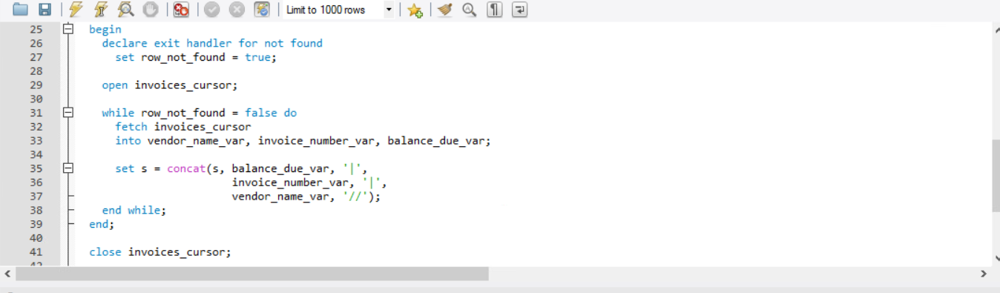 Limit to 1000 rows
25 begin
26 declare exit handler for not found
27 set row_not_found = true;
28
29 open invoices_cursor;
30
31 while row_not_found = false do
32 fetch invoices_cursor
33 into vendor_name_var, invoice_number_var, balance_due_var;
34
35 set s = concat(s, balance_due_var, '|',
36 invoice_number_var, '|',
37 vendor_name_var, '//');
38 end while;
39 end;
40
41 close invoices_cursor;